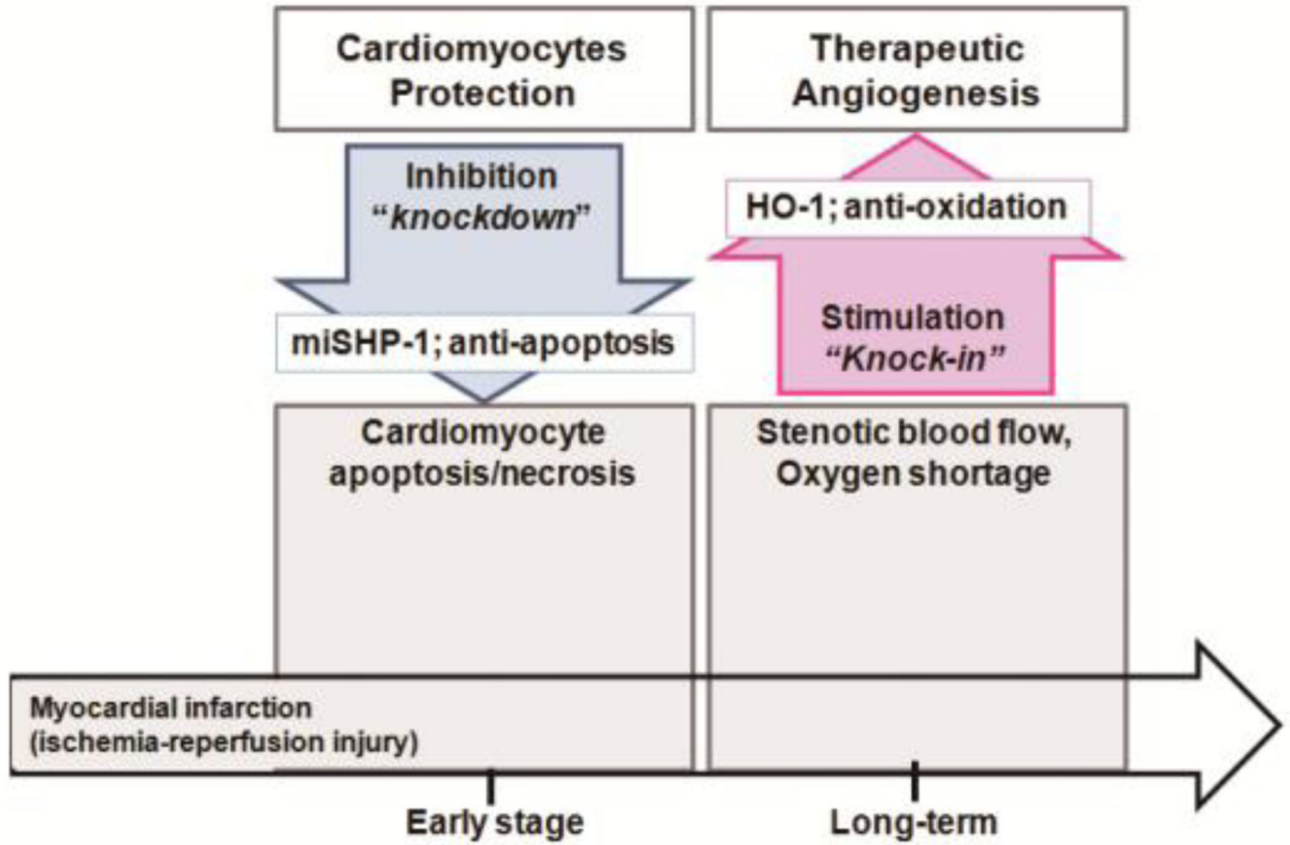 Cardiomyocytes
Protection
Therapeutic
Angiogenesis
Inhibition
“knockdown”
miSHP-1; anti-apoptosis
HO-1; anti-oxidation
Stimulation
“Knock-in”
Cardiomyocyte
apoptosis/necrosis
Stenotic blood flow,
Oxygen shortage
Myocardial infarction
(ischemia-reperfusion injury)
Early stage
Long-term